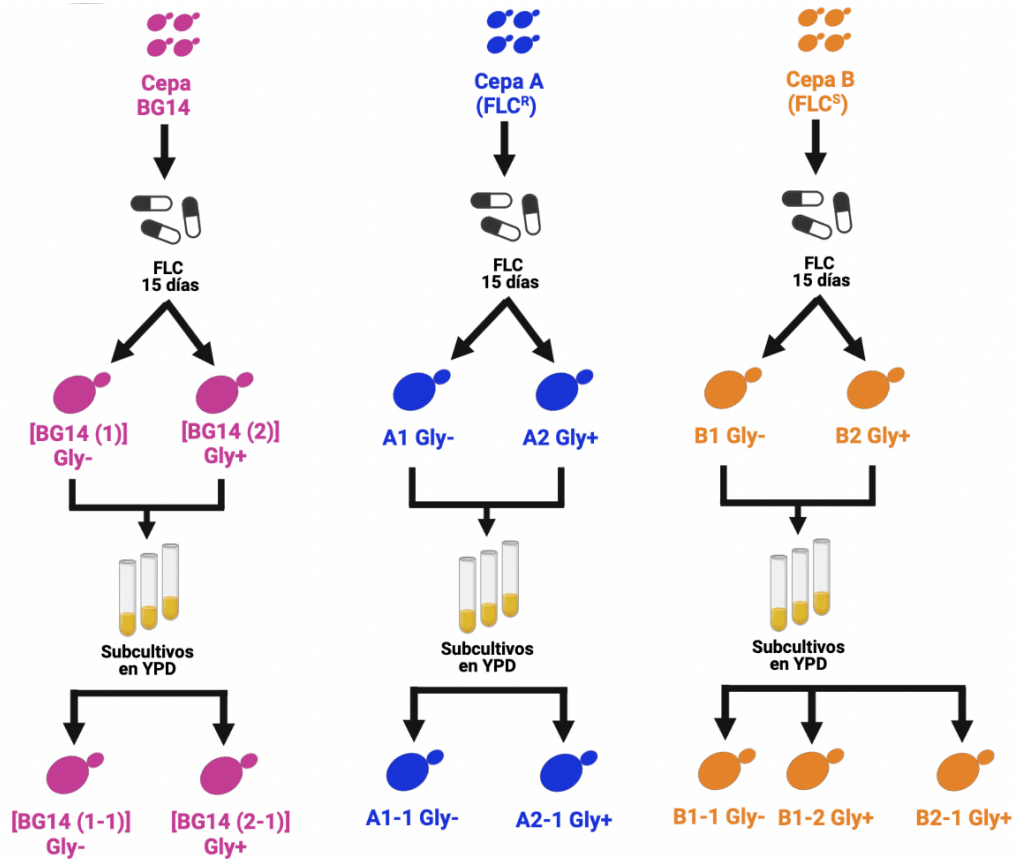 Cepa
BG14
Cepa A
(FLCᴿ)
Cepa B
(FLCˢ)
FLC
15 días
FLC
15 días
FLC
15 días
[BG14 (1)]
Gly-
[BG14 (2)]
Gly+
A1 Gly-
A2 Gly+
B1 Gly-
B2 Gly+
Subcultivos
en YPD
Subcultivos
en YPD
Subcultivos
en YPD
[BG14 (1-1)]
Gly-
[BG14 (2-1)]
Gly+
A1-1 Gly-
A2-1 Gly+
B1-1 Gly-
B1-2 Gly+
B2-1 Gly+